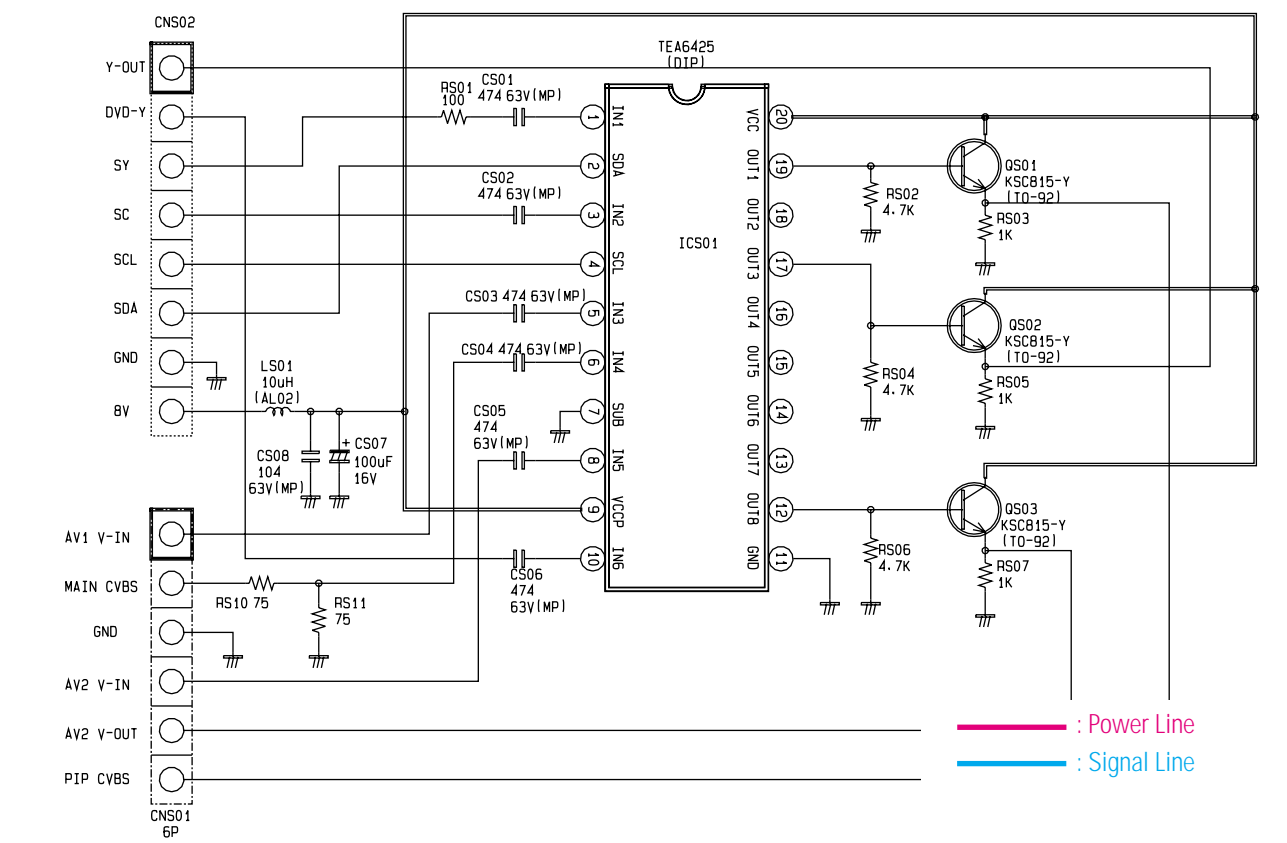 CNS02
Y-OUT
DVD-Y
SY
SC
SCL
SDA
GND
8V
LS01
10uH
(AL02)
CS08
104
63V(MP)
+ CS07
100uF
16V
RS01
100
CS01
474 63V(MP)
CS02
474 63V(MP)
CS03 474 63V(MP)
CS04 474 63V(MP)
CS05
474
63V(MP)
CS06
474
63V(MP)
TEA6425
(DIP)
ICS01
1 IN1
2 SDA
3 IN2
4 SCL
5 IN3
6 IN4
7 SUB
8 IN5
9 VCCP
10 IN6
VCC 20
OUT1 19
OUT2 18
OUT3 17
OUT4 16
OUT5 15
OUT6 14
OUT7 13
OUT8 12
GND 11
RS02
4.7K
QS01
KSC815-Y
(TO-92)
RS03
1K
RS04
4.7K
QS02
KSC815-Y
(TO-92)
RS05
1K
RS06
4.7K
QS03
KSC815-Y
(TO-92)
RS07
1K
AV1 V-IN
MAIN CVBS
GND
AV2 V-IN
AV2 V-OUT
PIP CVBS
CNS01
6P
RS10 75
RS11
75
: Power Line
: Signal Line